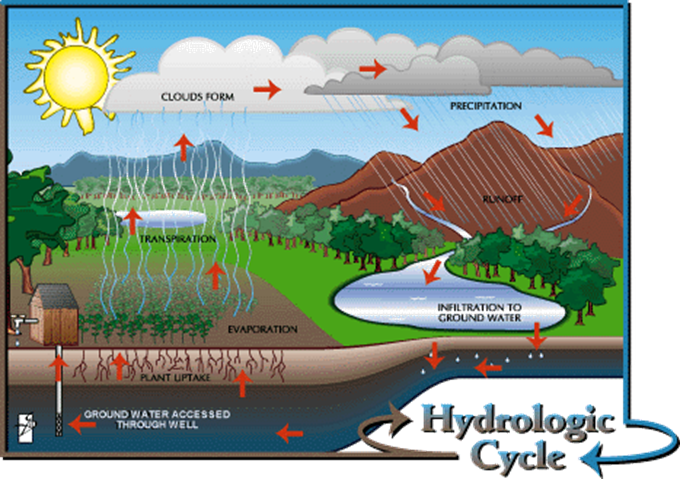 CLOUDS FORM
PRECIPITATION
RUNOFF
TRANSPIRATION
INFILTRATION TO
GROUND WATER
EVAPORATION
PLANT UPTAKE
GROUND WATER ACCESSED
THROUGH WELL
Hydrologic
Cycle